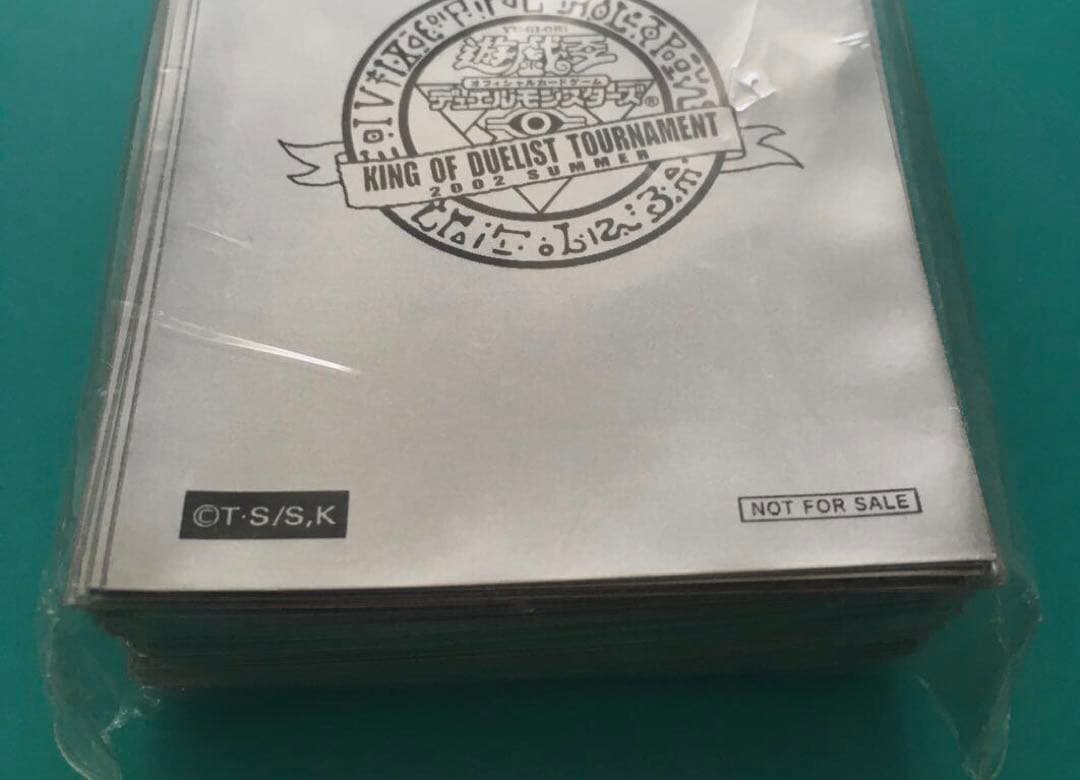 YU-GI-OH!
遊戯王
オフィシャルカードゲーム
デュエルモンスターズ®
KING OF DUELIST TOURNAMENT
2002 SUMMER
©T·S/S,K
NOT FOR SALE